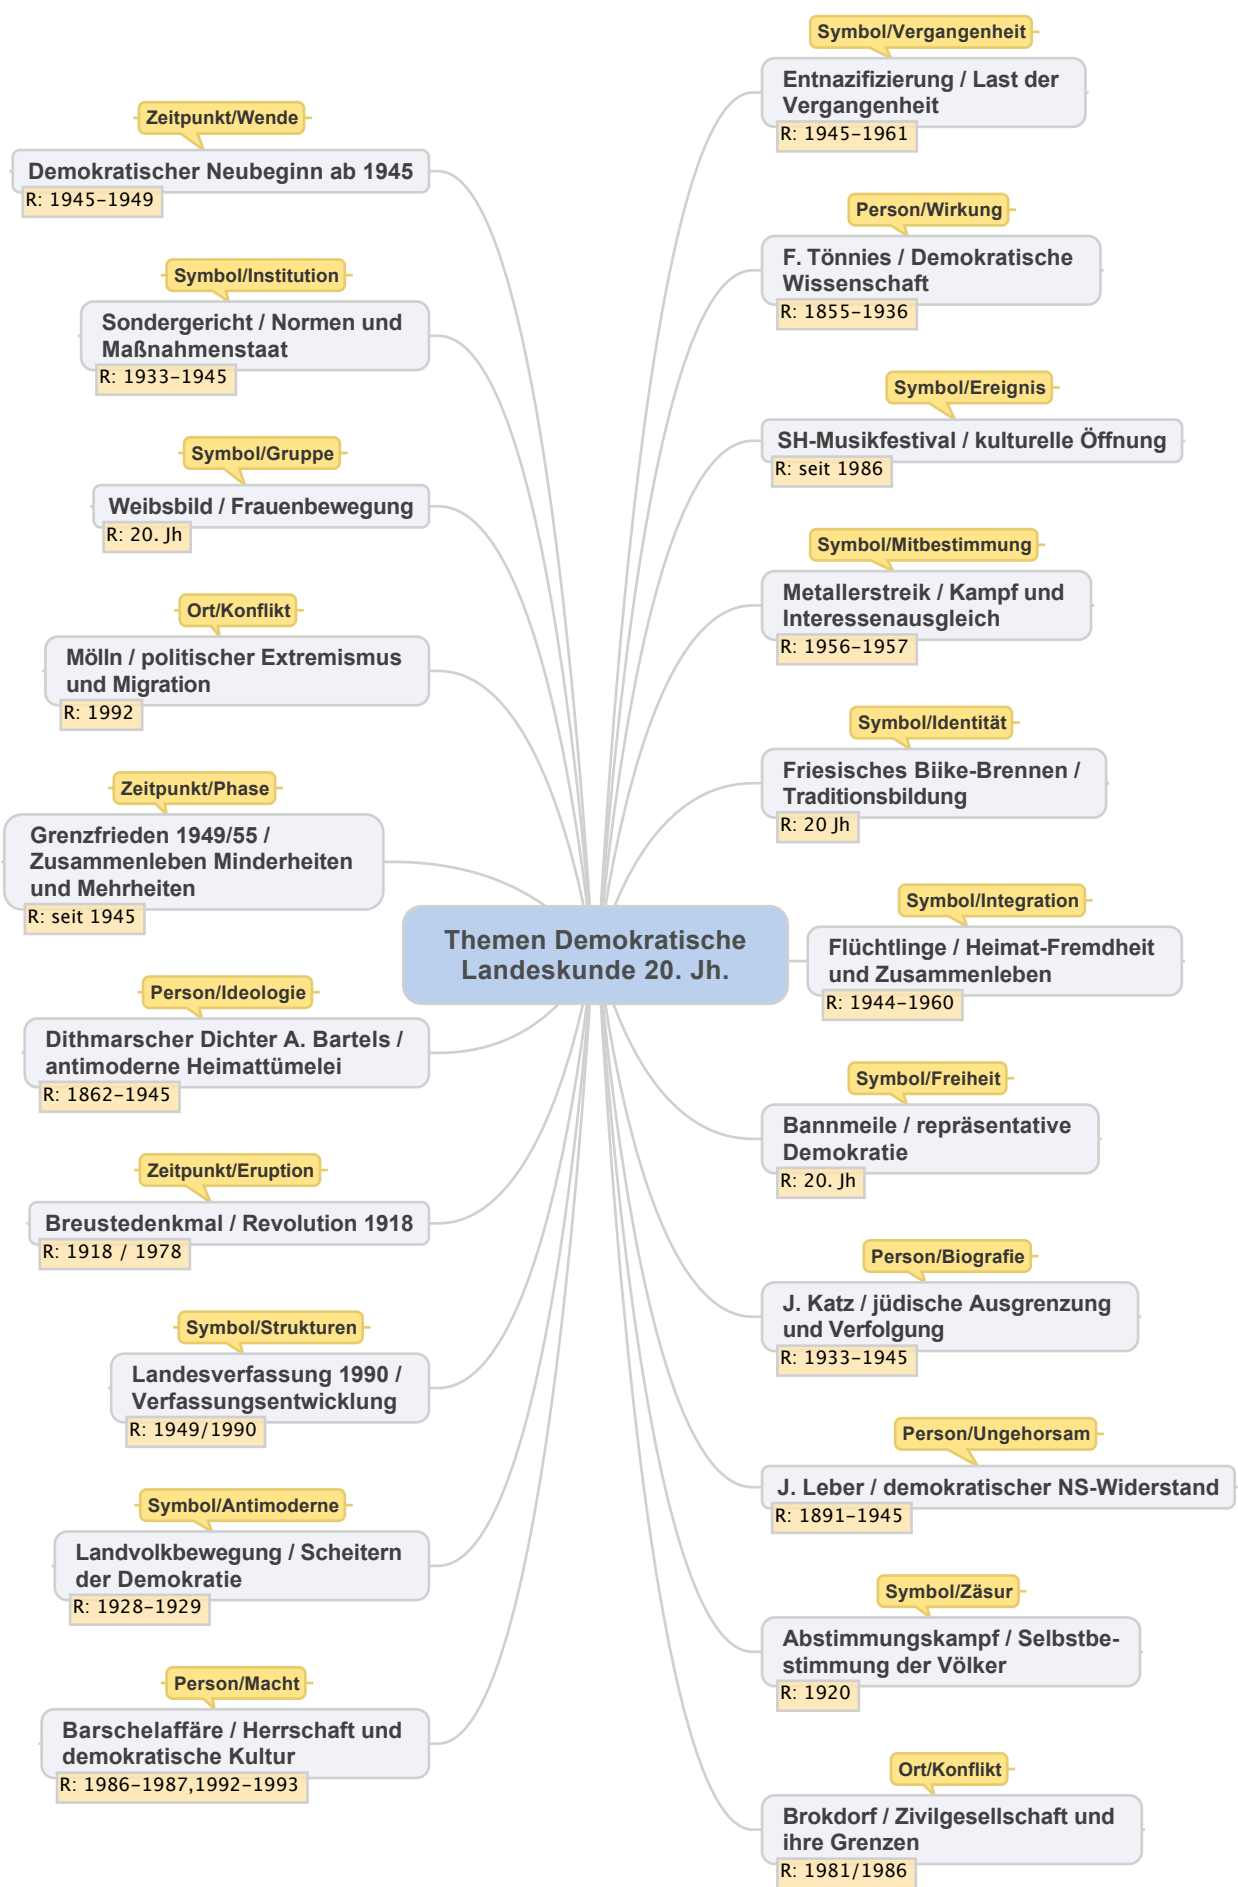 Zeitpunkt/Wende
Demokratischer Neubeginn ab 1945
R: 1945–1949
Symbol/Institution
Sondergericht / Normen und
Maßnahmenstaat
R: 1933–1945
Symbol/Gruppe
Weibsbild / Frauenbewegung
R: 20. Jh
Ort/Konflikt
Mölln / politischer Extremismus
und Migration
R: 1992
Zeitpunkt/Phase
Grenzfrieden 1949/55 /
Zusammenleben Minderheiten
und Mehrheiten
R: seit 1945
Person/Ideologie
Dithmarscher Dichter A. Bartels /
antimoderne Heimattümelei
R: 1862–1945
Zeitpunkt/Eruption
Breustedenkmal / Revolution 1918
R: 1918 / 1978
Symbol/Strukturen
Landesverfassung 1990 /
Verfassungsentwicklung
R: 1949/1990
Symbol/Antimoderne
Landvolkbewegung / Scheitern
der Demokratie
R: 1928–1929
Person/Macht
Barschelaffäre / Herrschaft und
demokratische Kultur
R: 1986–1987,1992–1993
Themen Demokratische
Landeskunde 20. Jh.
Symbol/Vergangenheit
Entnazifizierung / Last der
Vergangenheit
R: 1945–1961
Person/Wirkung
F. Tönnies / Demokratische
Wissenschaft
R: 1855–1936
Symbol/Ereignis
SH-Musikfestival / kulturelle Öffnung
R: seit 1986
Symbol/Mitbestimmung
Metallerstreik / Kampf und
Interessenausgleich
R: 1956–1957
Symbol/Identität
Friesisches Biike-Brennen /
Traditionsbildung
R: 20 Jh
Symbol/Integration
Flüchtlinge / Heimat-Fremdheit
und Zusammenleben
R: 1944–1960
Symbol/Freiheit
Bannmeile / repräsentative
Demokratie
R: 20. Jh
Person/Biografie
J. Katz / jüdische Ausgrenzung
und Verfolgung
R: 1933–1945
Person/Ungehorsam
J. Leber / demokratischer NS-Widerstand
R: 1891–1945
Symbol/Zäsur
Abstimmungskampf / Selbstbe-
stimmung der Völker
R: 1920
Ort/Konflikt
Brokdorf / Zivilgesellschaft und
ihre Grenzen
R: 1981/1986